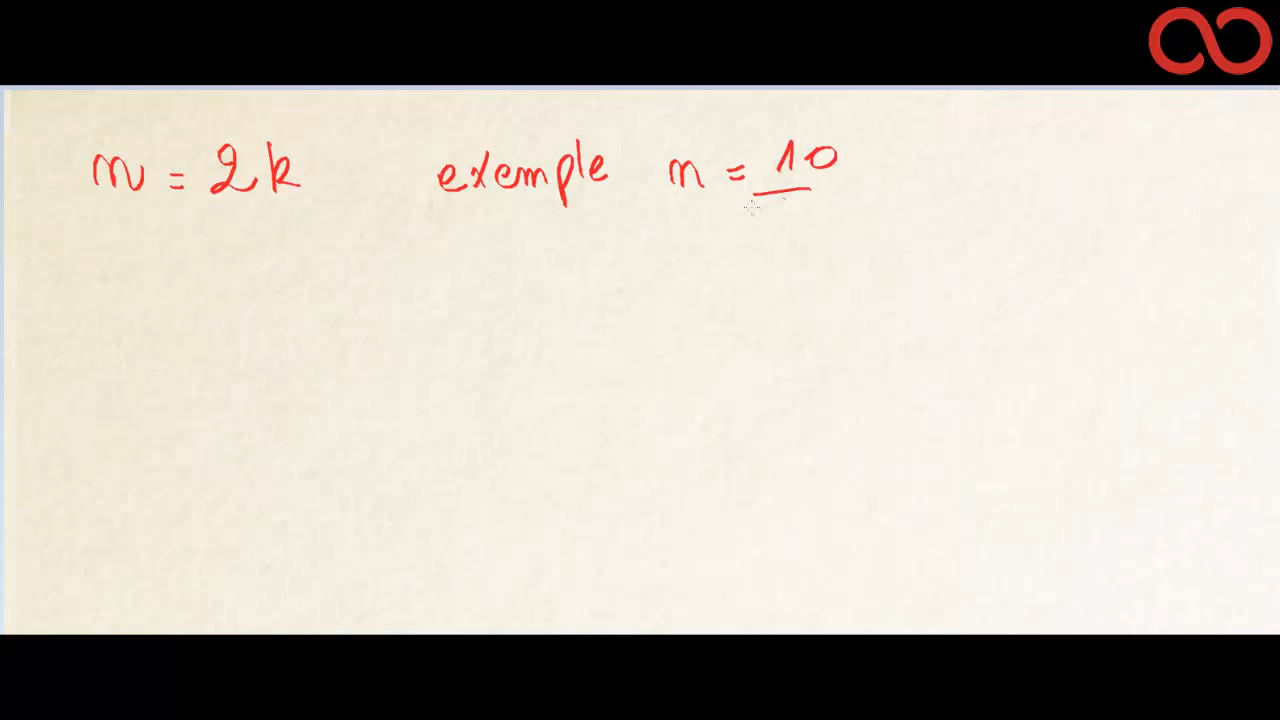 n = 2k exemple n = 10